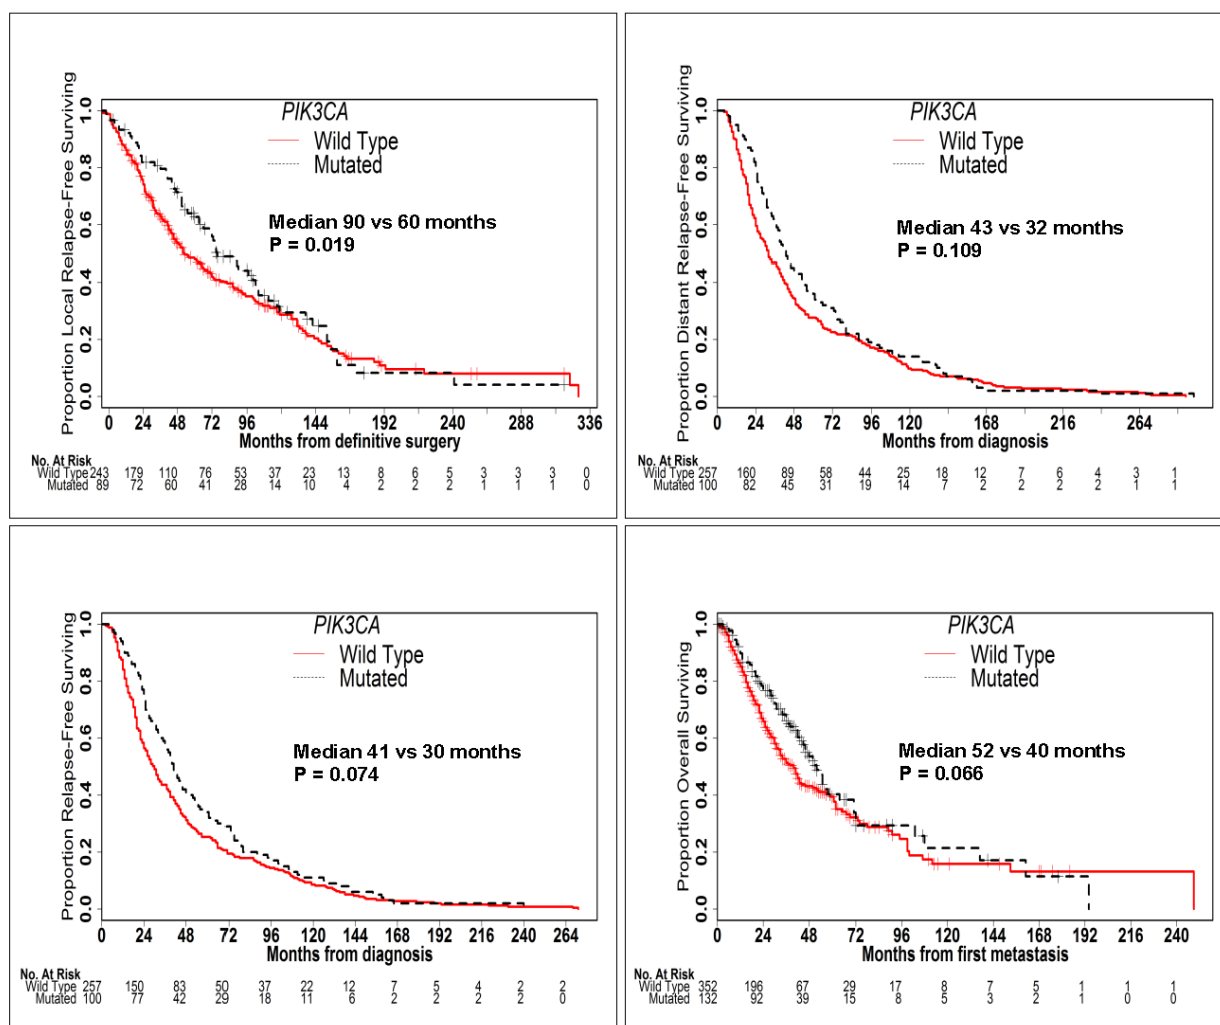 Proportion Local Relapse-Free Surviving
1.0
0.8
0.6
0.4
0.2
0.0
PIK3CA
Wild Type
Mutated
Median 90 vs 60 months
P = 0.019
0 24 48 72 96 144 192 240 288 336
Months from definitive surgery
No. At Risk
Wild Type 243 179 110 76 53 37 23 13 8 6 5 3 3 3 0
Mutated 89 72 60 41 28 14 10 4 2 2 2 1 1 1 0
Proportion Distant Relapse-Free Surviving
1.0
0.8
0.6
0.4
0.2
0.0
PIK3CA
Wild Type
Mutated
Median 43 vs 32 months
P = 0.109
0 24 48 72 96 120 168 216 264
Months from diagnosis
No. At Risk
Wild Type 257 160 89 58 44 25 18 12 7 6 4 3 1
Mutated 100 82 45 31 19 14 7 2 2 2 2 1 1
Proportion Relapse-Free Surviving
1.0
0.8
0.6
0.4
0.2
0.0
PIK3CA
Wild Type
Mutated
Median 41 vs 30 months
P = 0.074
0 24 48 72 96 120 144 168 192 216 240 264
Months from diagnosis
No. At Risk
Wild Type 257 150 83 50 37 22 12 7 5 4 2 2
Mutated 100 77 42 29 18 11 6 2 2 2 2 0
Proportion Overall Surviving
1.0
0.8
0.6
0.4
0.2
0.0
PIK3CA
Wild Type
Mutated
Median 52 vs 40 months
P = 0.066
0 24 48 72 96 120 144 168 192 216 240
Months from first metastasis
No. At Risk
Wild Type 352 196 67 29 17 8 7 5 1 1 1
Mutated 132 92 39 15 8 5 3 2 1 0 0